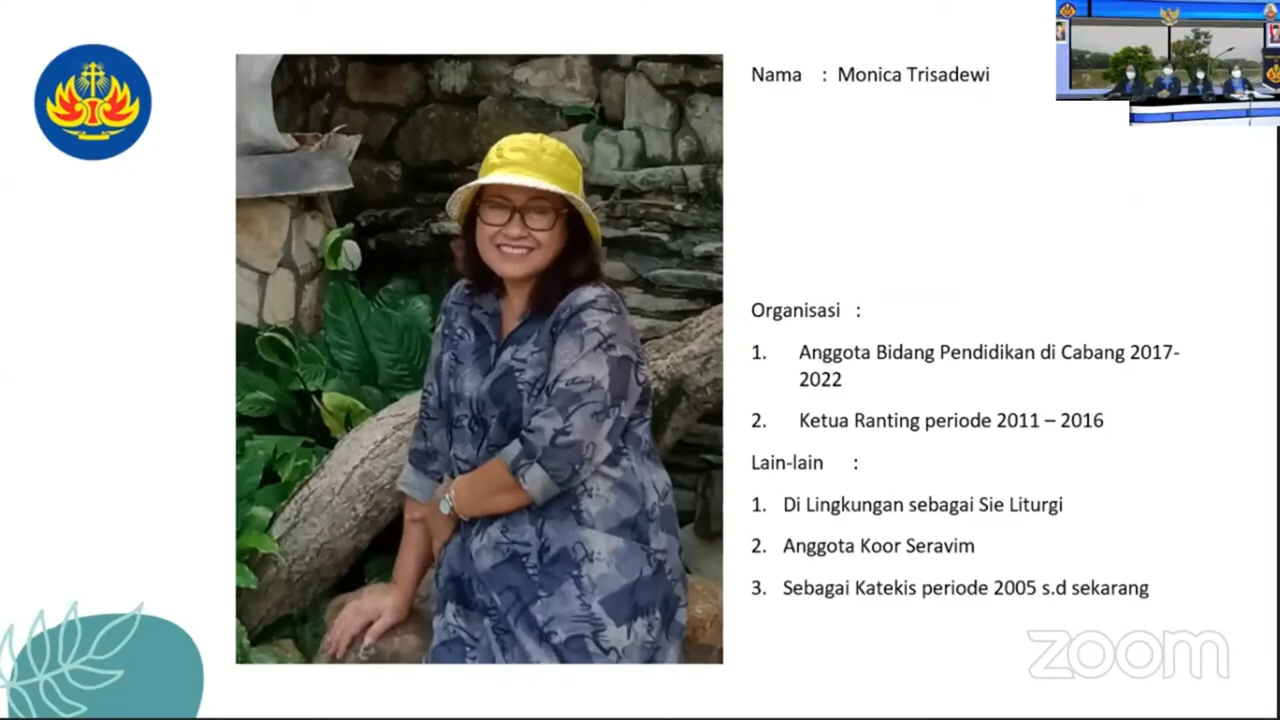 Nama : Monica Trisadewi
Organisasi :
1. Anggota Bidang Pendidikan di Cabang 2017-
2022
2. Ketua Ranting periode 2011 – 2016
Lain-lain :
1. Di Lingkungan sebagai Sie Liturgi
2. Anggota Koor Seravim
3. Sebagai Katekis periode 2005 s.d sekarang
zoom